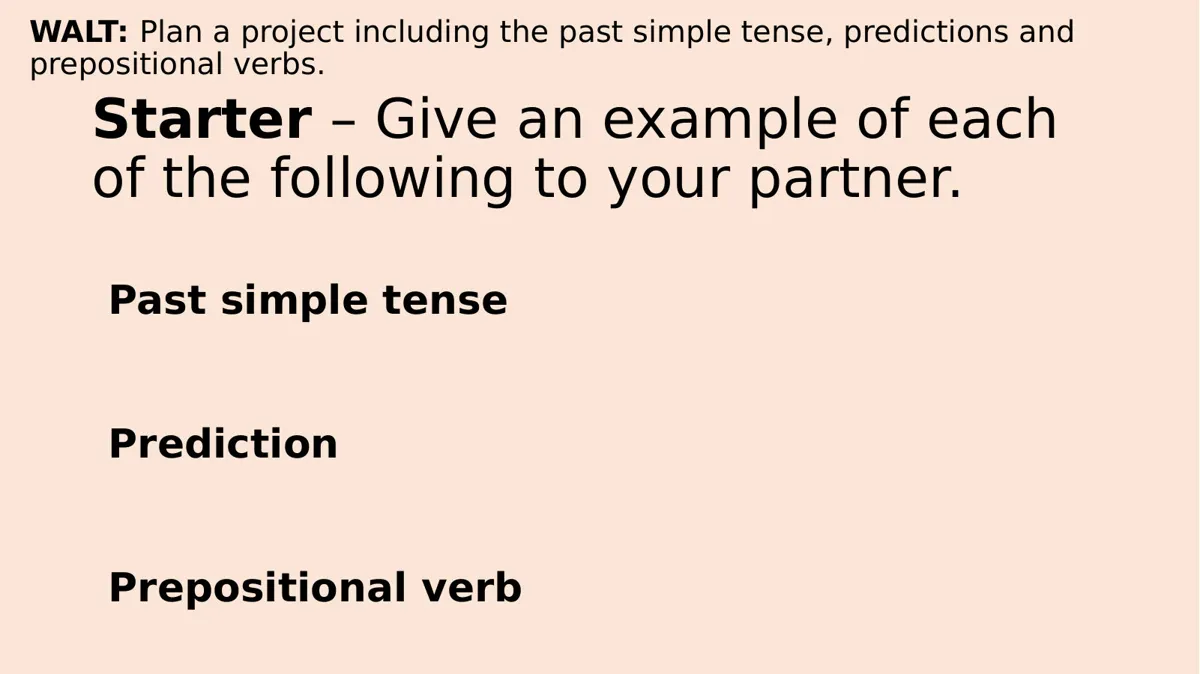 WALT: Plan a project including the past simple tense, predictions and
prepositional verbs.
Starter – Give an example of each
of the following to your partner.
Past simple tense
Prediction
Prepositional verb